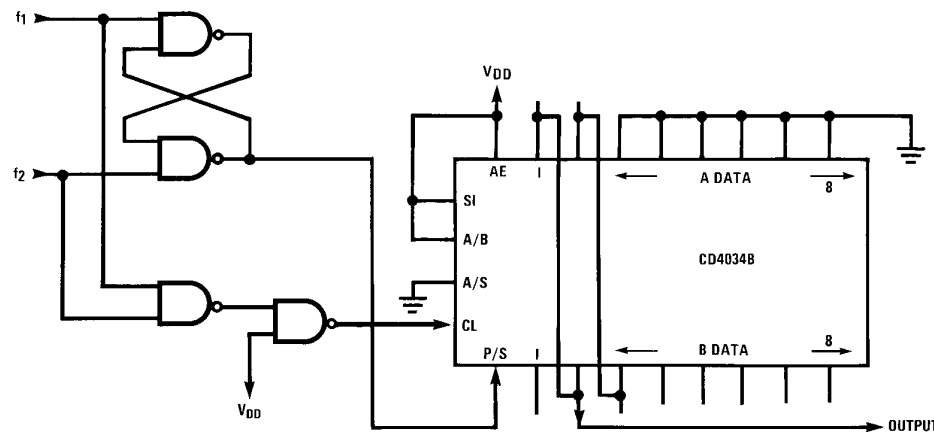 f1
f2
VDD
AE
I
A DATA
8
SI
A/B
A/S
CL
P/S
CD4034B
I
B DATA
8
VDD
OUTPUT